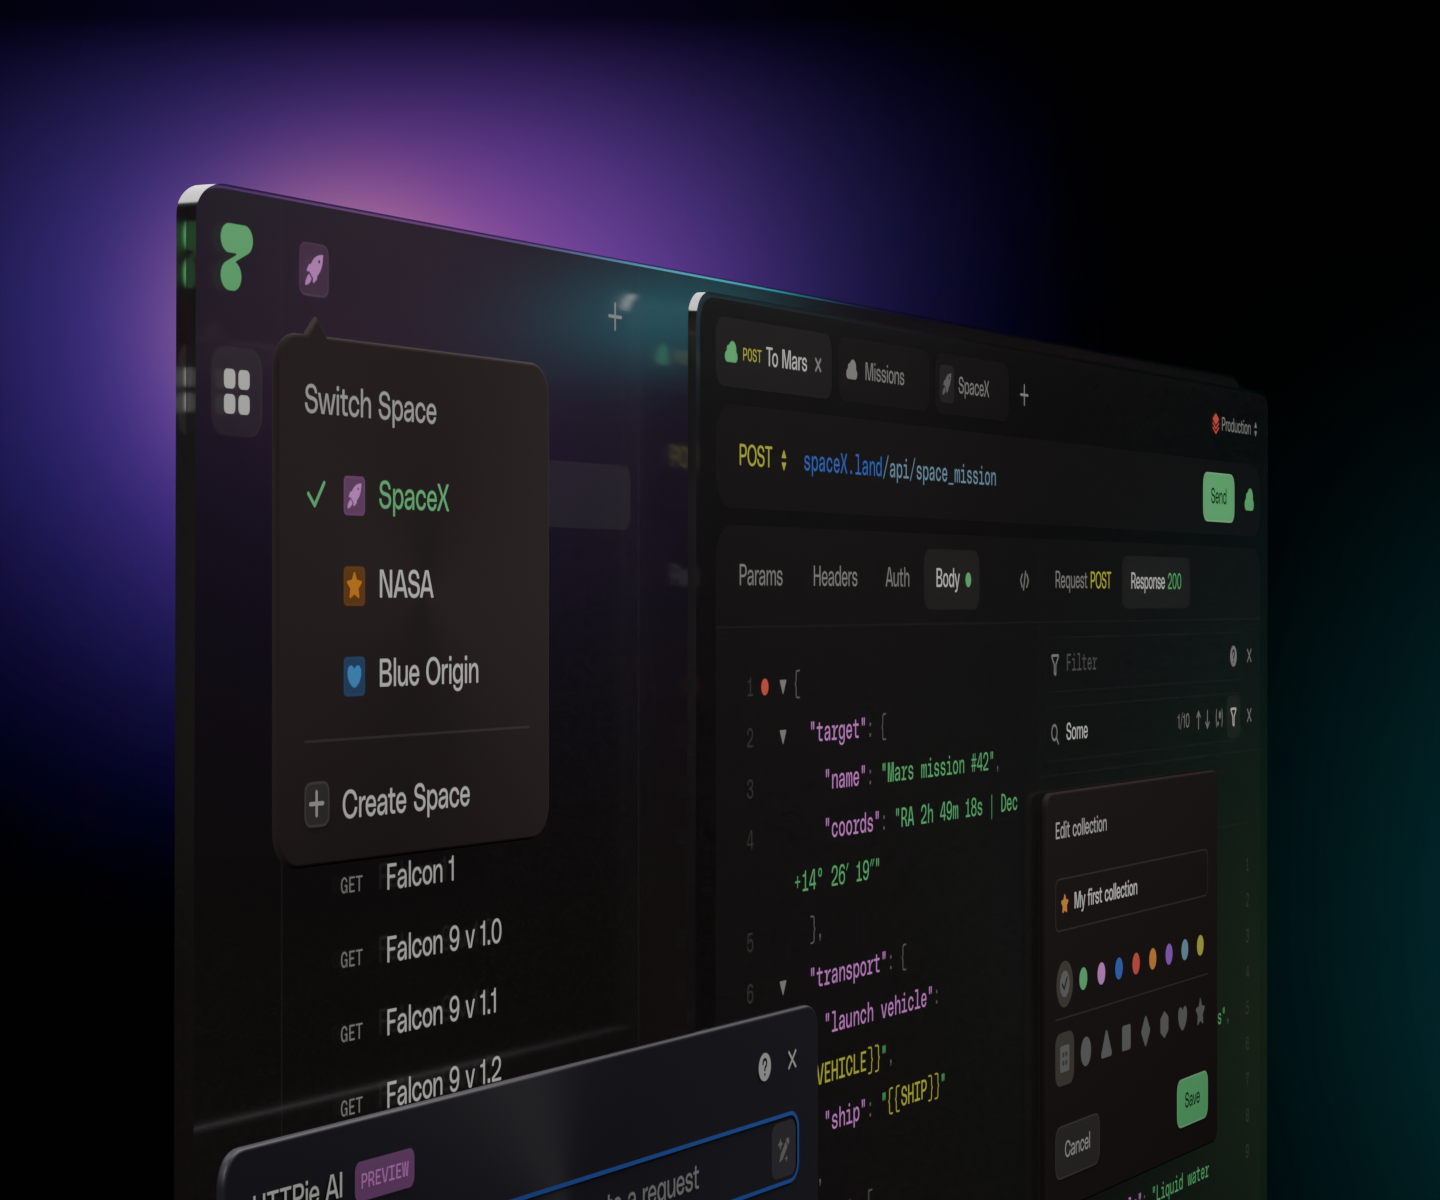 Switch Space
SpaceX
NASA
Blue Origin
Create Space
GET Falcon 1
GET Falcon 9 v 1.0
GET Falcon 9 v 1.1
GET Falcon 9 v 1.2
HTTPie AI PREVIEW
a request
POST To Mars
Missions
SpaceX
Production
POST spaceX.land/api/space_mission
Send
Params Headers Auth Body
Request POST Response 200
Filter
Some 1/10
1 {
2 "target": {
3 "name": "Mars mission #42",
4 "coords": "RA 2h 49m 18s | Dec
+14° 26′ 19″"
5 },
6 "transport": {
"launch vehicle":
VEHICLE}}",
"ship": "{{SHIP}}"
{
Edit collection
My first collection
Cancel
Save
s",
: "Liquid water